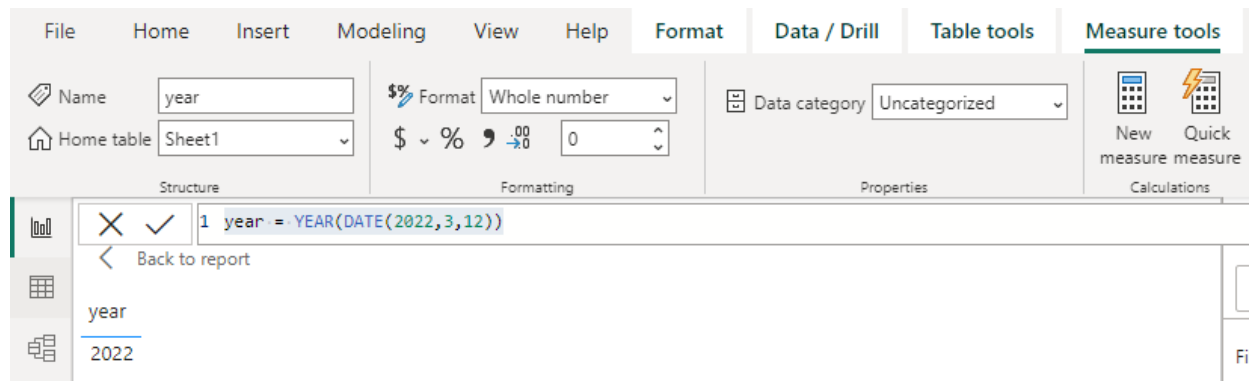 File Home Insert Modeling View Help Format Data / Drill Table tools Measure tools
Name year
Home table Sheet1
Structure
$% Format Whole number
$ % , .00 →0
0
Formatting
Data category Uncategorized
Properties
New measure
Quick measure
Calculations
1 year = YEAR(DATE(2022,3,12))
Back to report
year
2022
Fi